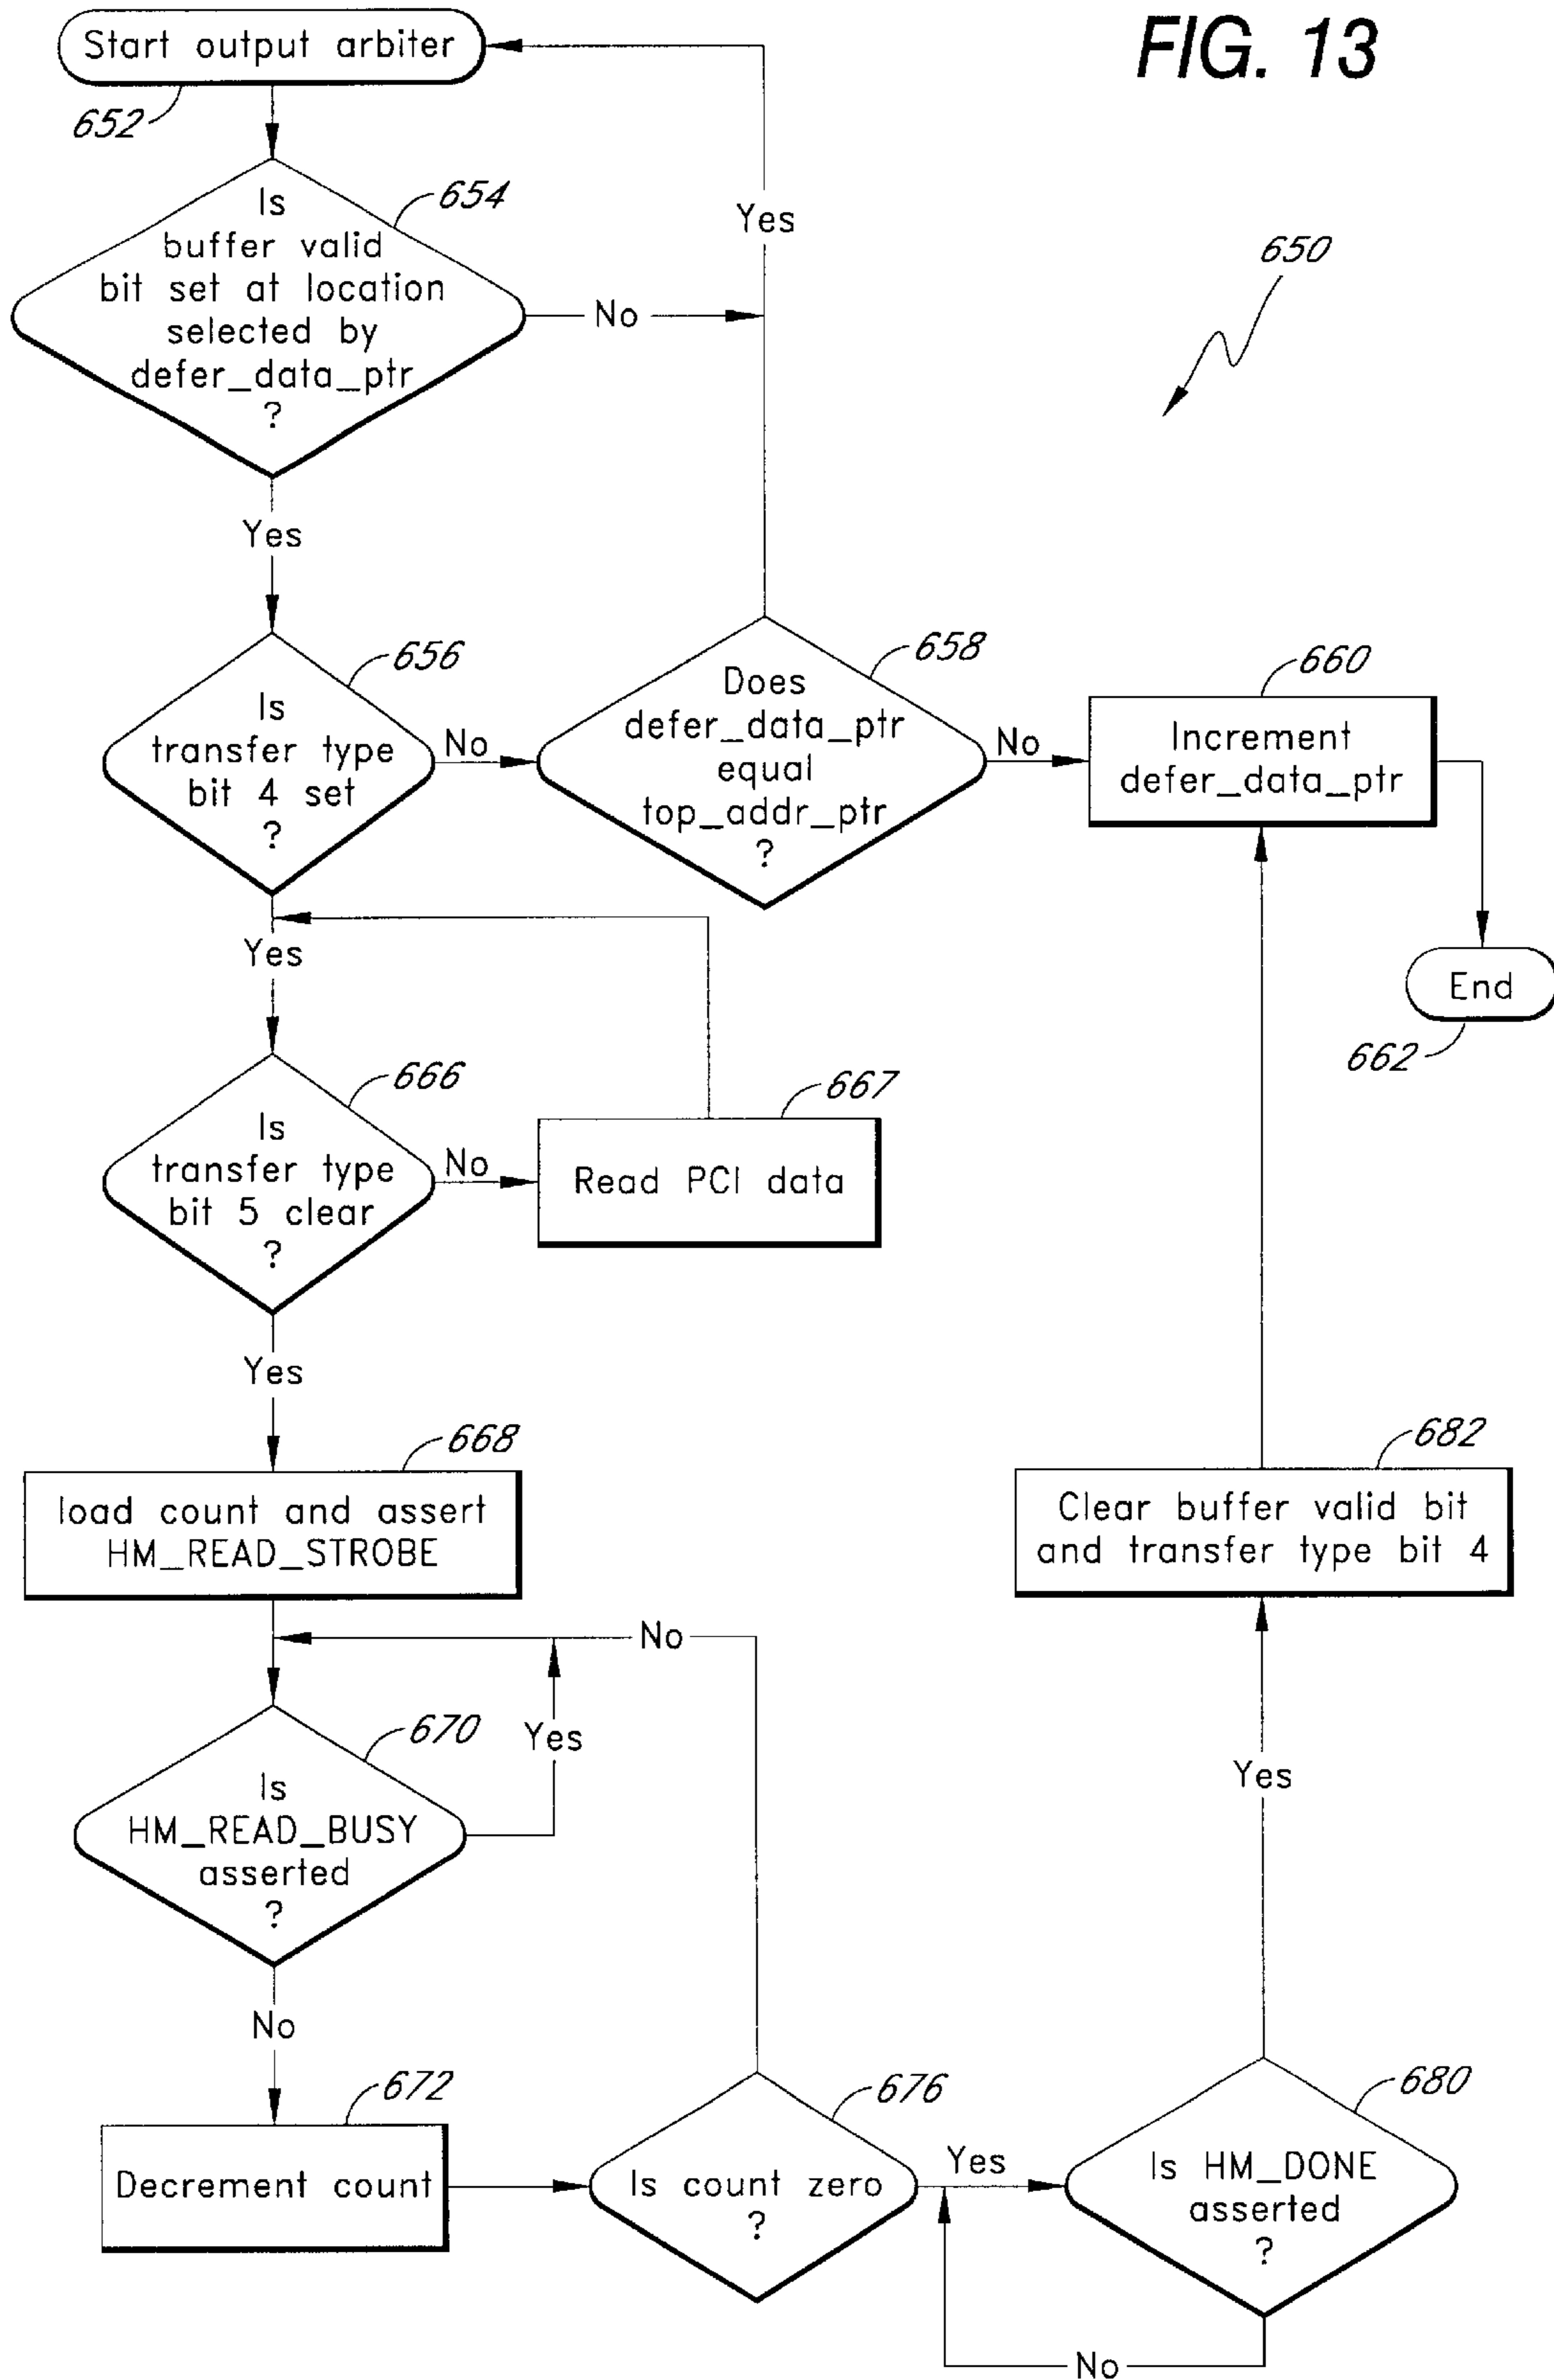 FIG. 13
Start output arbiter
652
Is
buffer valid
bit set at location
selected by
defer_data_ptr
?
654
No
Yes
650
Yes
Is
transfer type
bit 4 set
?
656
No
Does
defer_data_ptr
equal
top_addr_ptr
?
658
No
Increment
defer_data_ptr
660
End
662
Yes
Is
transfer type
bit 5 clear
?
666
No
Read PCI data
667
Yes
load count and assert
HM_READ_STROBE
668
No
Is
HM_READ_BUSY
asserted
?
670
Yes
No
Decrement count
672
Is count zero
?
676
Yes
Is HM_DONE
asserted
?
680
No
Yes
Clear buffer valid bit
and transfer type bit 4
682